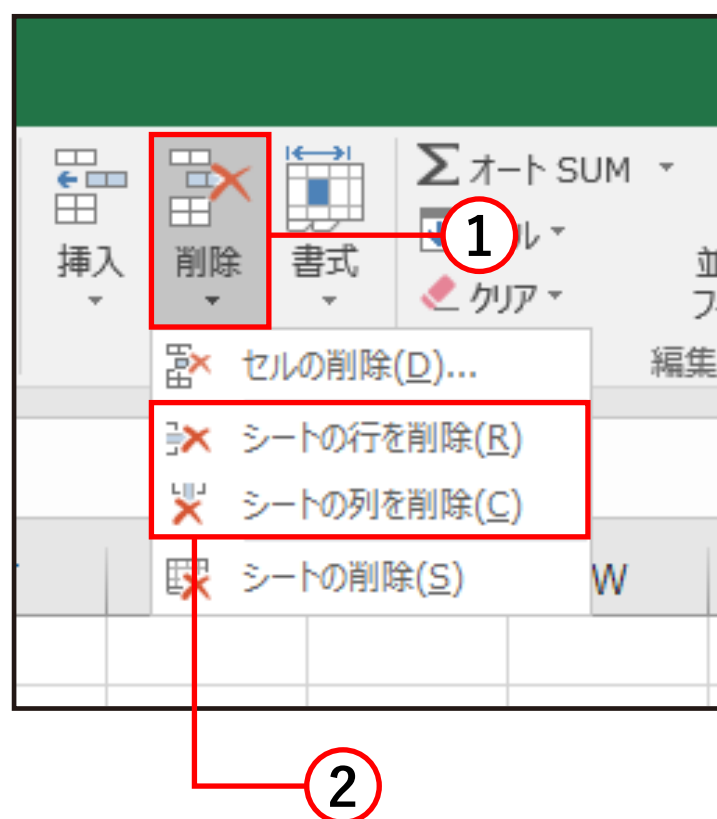 挿入
削除
書式
オート SUM
ル
クリア
編集
1
セルの削除(D)...
シートの行を削除(R)
シートの列を削除(C)
シートの削除(S)
W
2